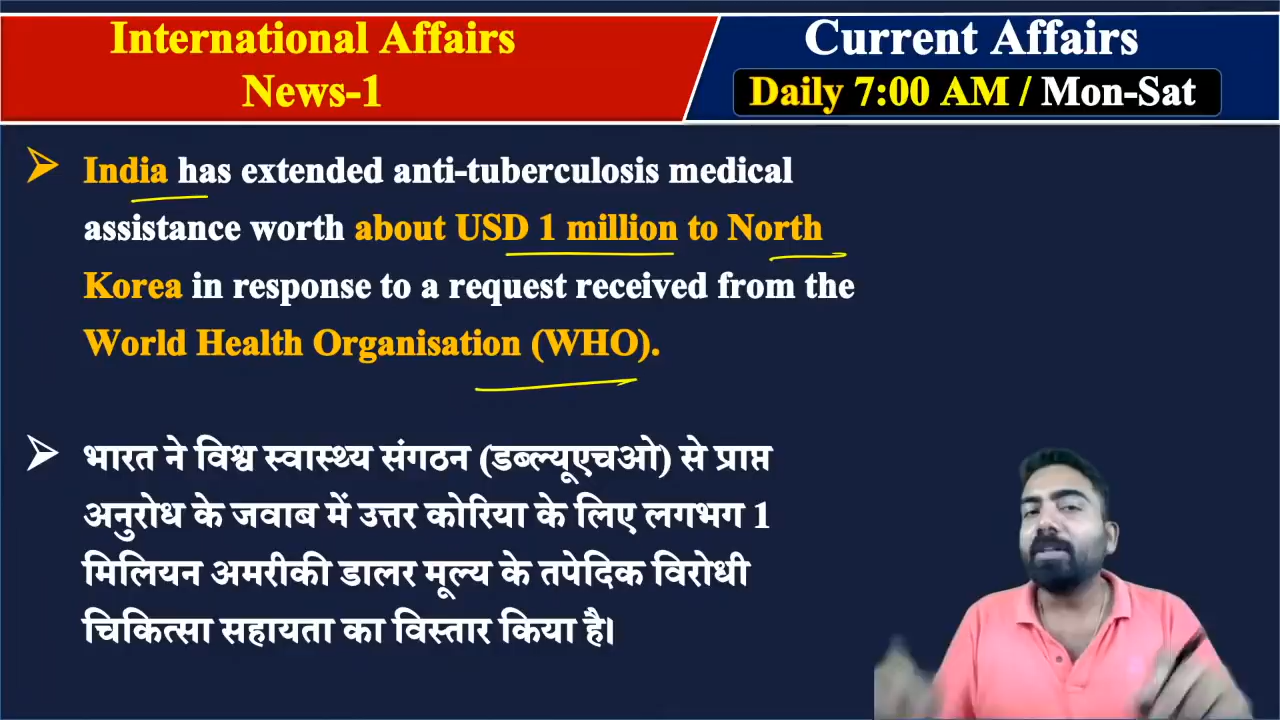 International Affairs
News-1
Current Affairs
Daily 7:00 AM / Mon-Sat
India has extended anti-tuberculosis medical
assistance worth about USD 1 million to North
Korea in response to a request received from the
World Health Organisation (WHO).
भारत ने विश्व स्वास्थ्य संगठन (डब्ल्यूएचओ) से प्राप्त
अनुरोध के जवाब में उत्तर कोरिया के लिए लगभग 1
मिलियन अमरीकी डालर मूल्य के तपेदिक विरोधी
चिकित्सा सहायता का विस्तार किया है।